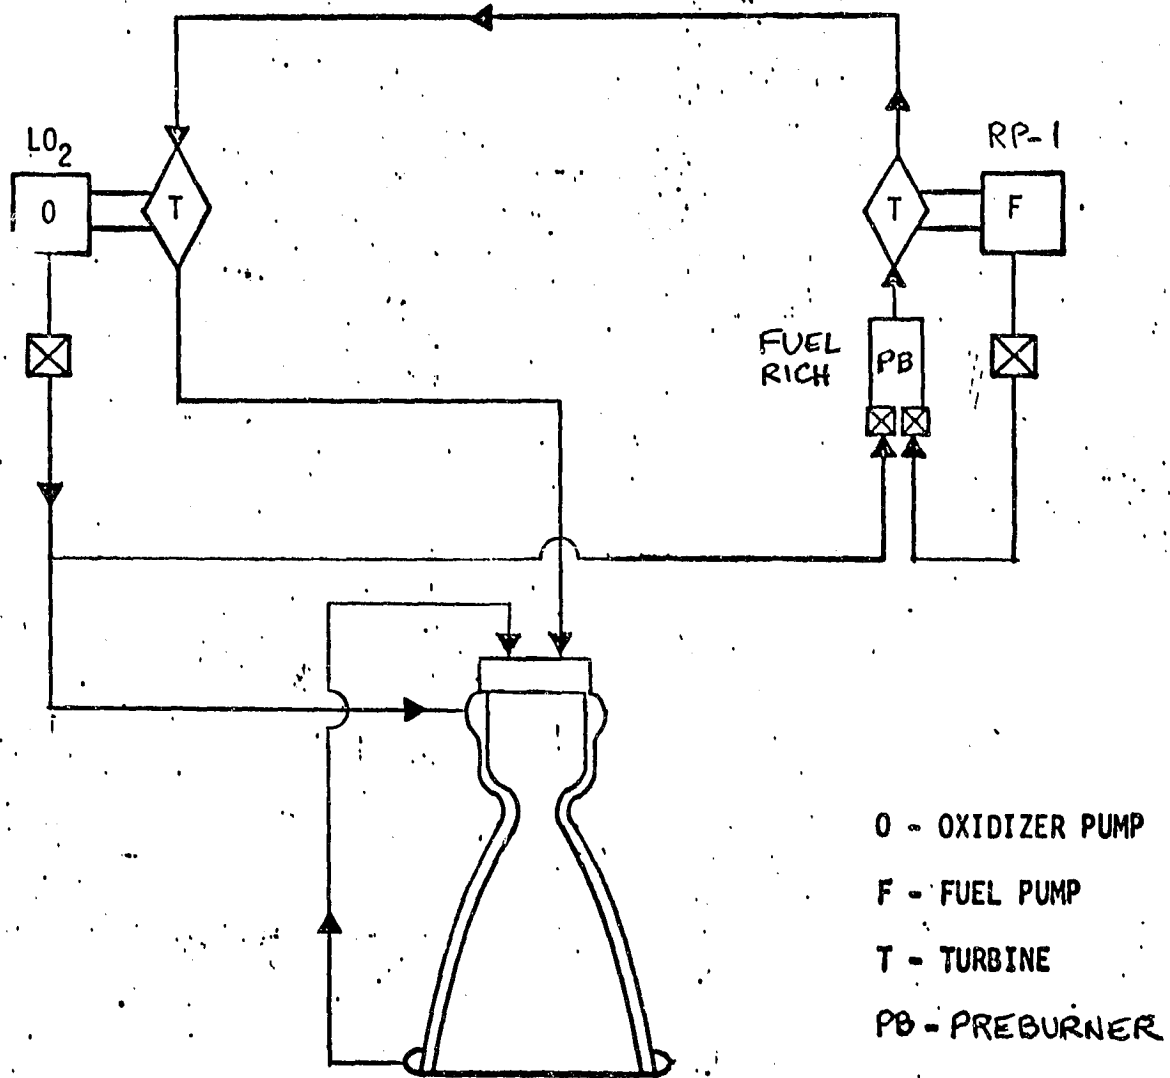 LO2
RP-1
O
T
T
F
FUEL
RICH
PB
O - OXIDIZER PUMP
F - FUEL PUMP
T - TURBINE
PB - PREBURNER